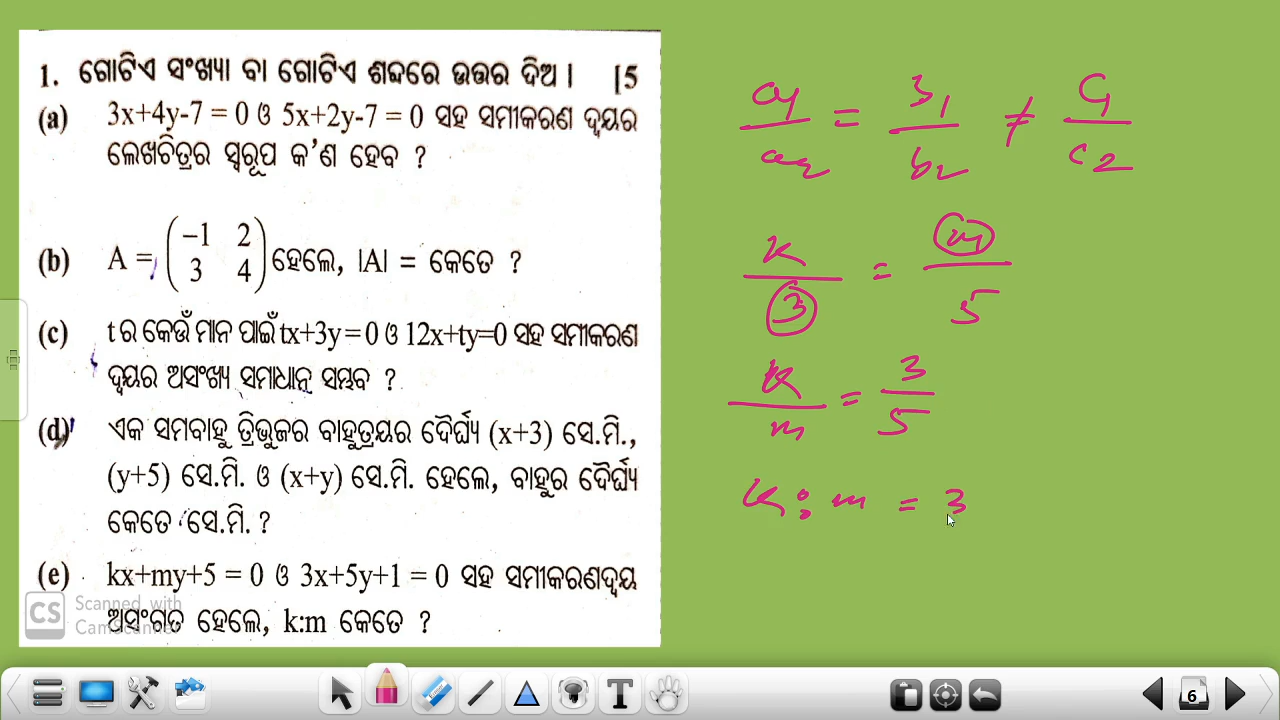 1. ଗୋଟିଏ ସଂଖ୍ୟା ବା ଗୋଟିଏ ଶବ୍ଦରେ ଉତ୍ତର ଦିଅ । [5
(a) 3x+4y-7 = 0 ଓ 5x+2y-7 = 0 ସହ ସମୀକରଣ ଦ୍ୱୟର
ଲେଖଚିତ୍ରର ସ୍ୱରୂପ କ'ଣ ହେବ ?
(b) A = (−1 2
3 4) ହେଲେ, |A| = କେତେ ?
(c) t ର କେଉଁ ମାନ ପାଇଁ tx+3y=0 ଓ 12x+ty=0 ସହ ସମୀକରଣ
ଦ୍ୱୟର ଅସଂଖ୍ୟ ସମାଧାନ ସମ୍ଭବ ?
(d) ଏକ ସମବାହୁ ତ୍ରିଭୁଜର ବାହୁତ୍ରୟର ଦୈର୍ଘ୍ୟ (x+3) ସେ.ମି.,
(y+5) ସେ.ମି. ଓ (x+y) ସେ.ମି. ହେଲେ, ବାହୁର ଦୈର୍ଘ୍ୟ
କେତେ ସେ.ମି. ?
(e) kx+my+5 = 0 ଓ 3x+5y+1 = 0 ସହ ସମୀକରଣଦ୍ୱୟ
ଅସଂଗତ ହେଲେ, k:m କେତେ ?
CS Scanned with
CamScanner
a1/a2 = b1/b2 ≠ c1/c2
k/3 = m/5
k/m = 3/5
k : m = 3
6